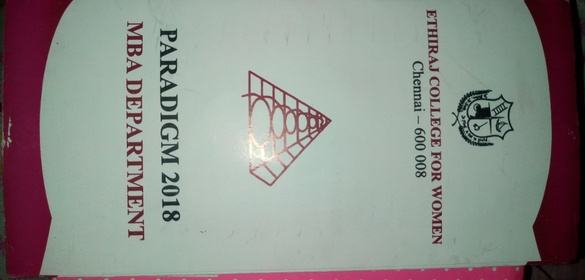 ETHIRAJ COLLEGE FOR WOMEN
Chennai – 600 008
PARADIGM 2018
MBA DEPARTMENT